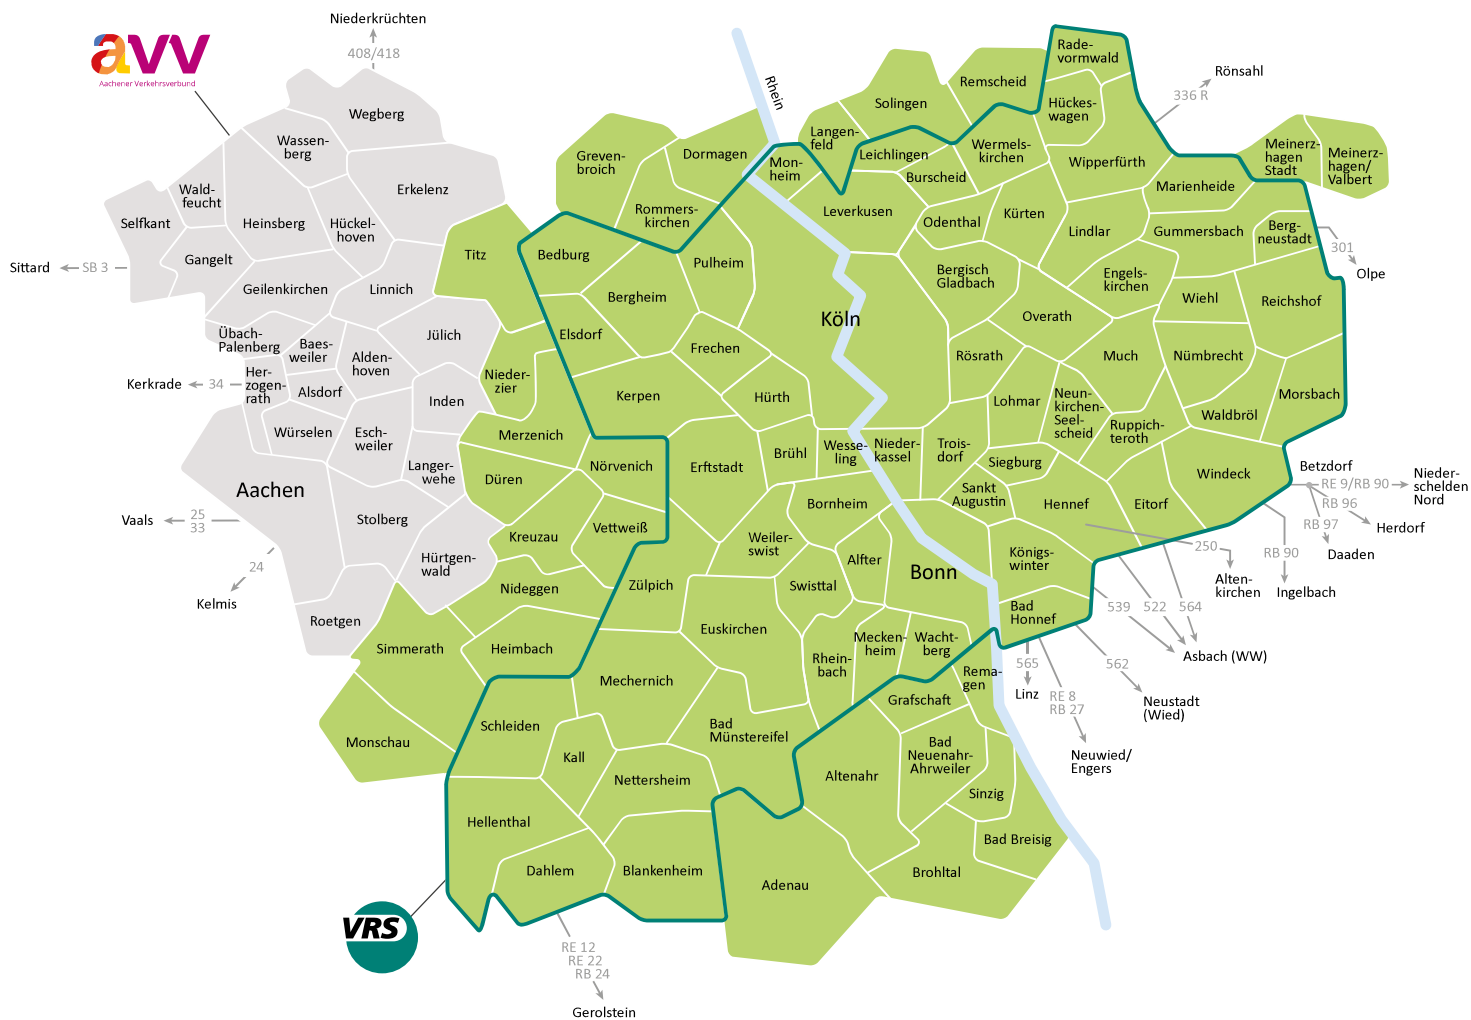 Niederkrüchten
408/418
avv
Aachener Verkehrsverbund
Rhein
Rade-
vormwald
Rönsahl
336 R
Wegberg
Remscheid
Solingen
Hückes-
wagen
Wassen-
berg
Langen-
feld
Wermels-
kirchen
Leichlingen
Wipperfürth
Meinerz-
hagen
Stadt
Meinerz-
hagen/
Valbert
Greven-
broich
Dormagen
Mon-
heim
Burscheid
Marienheide
Wald-
feucht
Erkelenz
Selfkant
Heinsberg
Hückel-
hoven
Rommers-
kirchen
Leverkusen
Odenthal
Kürten
Lindlar
Gummersbach
Berg-
neustadt
301
Olpe
Sittard
SB 3
Gangelt
Titz
Bedburg
Pulheim
Bergisch
Gladbach
Engels-
kirchen
Wiehl
Reichshof
Geilenkirchen
Linnich
Bergheim
Köln
Overath
Übach-
Palenberg
Baes-
weiler
Jülich
Elsdorf
Frechen
Rösrath
Much
Nümbrecht
Alden-
hoven
Kerkrade
34
Her-
zogen-
rath
Alsdorf
Inden
Nieder-
zier
Kerpen
Hürth
Lohmar
Neun-
kirchen-
Seel-
scheid
Morsbach
Waldbröl
Würselen
Esch-
weiler
Merzenich
Ruppich-
teroth
Wesse-
ling
Nieder-
kassel
Trois-
dorf
Brühl
Erftstadt
Nörvenich
Langer-
wehe
Düren
Siegburg
Windeck
Betzdorf
RE 9/RB 90
Nieder-
schelden
Nord
RB 96
Herdorf
RB 97
Daaden
Aachen
Sankt
Augustin
Hennef
Eitorf
Bornheim
Vaals
25
33
Stolberg
Kreuzau
Vettweiß
Weiler-
swist
250
Alten-
kirchen
RB 90
Ingelbach
24
Kelmis
Hürtgen-
wald
Alfter
Bonn
Königs-
winter
Nideggen
Zülpich
Swisttal
Bad
Honnef
539
522
564
Asbach (WW)
Roetgen
Simmerath
Heimbach
Euskirchen
Mecken-
heim
Wacht-
berg
Rhein-
bach
Rema-
gen
565
Linz
562
Neustadt
(Wied)
RE 8
RB 27
Neuwied/
Engers
Mechernich
Grafschaft
Schleiden
Bad
Münstereifel
Monschau
Kall
Nettersheim
Altenahr
Bad
Neuenahr-
Ahrweiler
Sinzig
Hellenthal
Bad Breisig
Dahlem
Blankenheim
Adenau
Brohltal
VRS
RE 12
RE 22
RB 24
Gerolstein